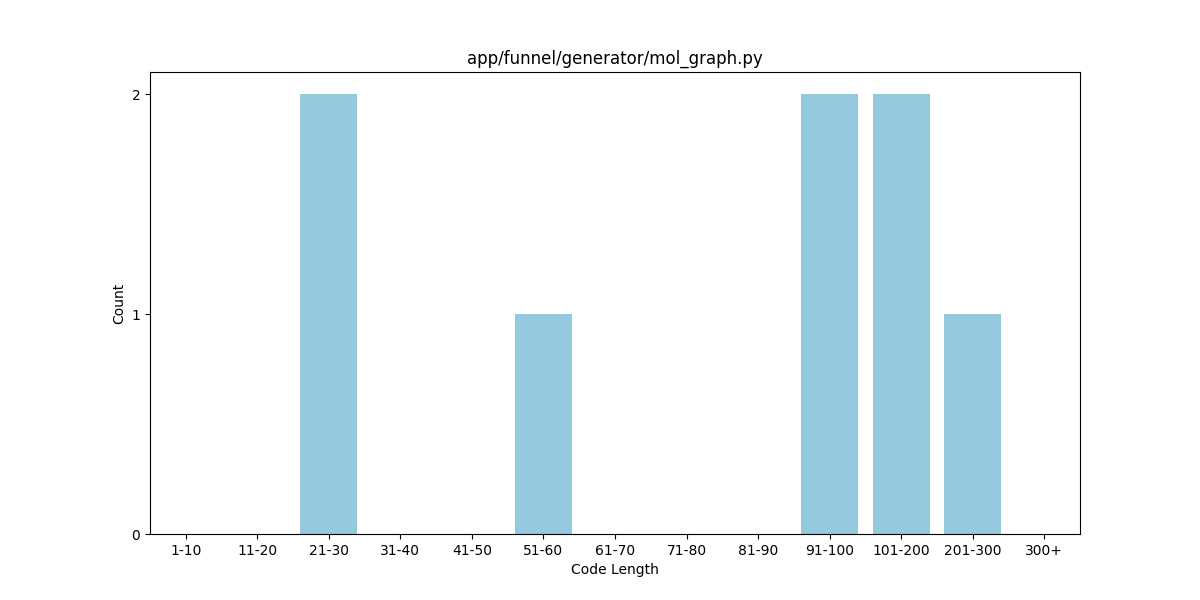 app/funnel/generator/mol_graph.py
2
1
0
Count
1-10 11-20 21-30 31-40 41-50 51-60 61-70 71-80 81-90 91-100 101-200 201-300 300+
Code Length